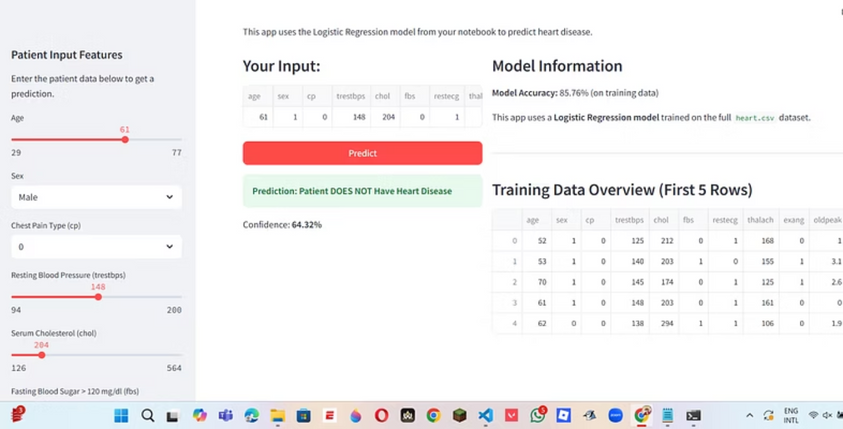 This app uses the Logistic Regression model from your notebook to predict heart disease.
Patient Input Features
Enter the patient data below to get a
prediction.
Age
61
29 77
Sex
Male
Chest Pain Type (cp)
0
Resting Blood Pressure (trestbps)
148
94 200
Serum Cholesterol (chol)
204
126 564
Fasting Blood Sugar > 120 mg/dl (fbs)
Your Input:
age sex cp trestbps chol fbs restecg thal
61 1 0 148 204 0 1
Predict
Prediction: Patient DOES NOT Have Heart Disease
Confidence: 64.32%
Model Information
Model Accuracy: 85.76% (on training data)
This app uses a Logistic Regression model trained on the full heart.csv dataset.
Training Data Overview (First 5 Rows)
age sex cp trestbps chol fbs restecg thalach exang oldpeak
0 52 1 0 125 212 0 1 168 0 1
1 53 1 0 140 203 1 0 155 1 3.1
2 70 1 0 145 174 0 1 125 1 2.6
3 61 1 0 148 203 0 1 161 0 0
4 62 0 0 138 294 1 1 106 0 1.9
ENG
INTL